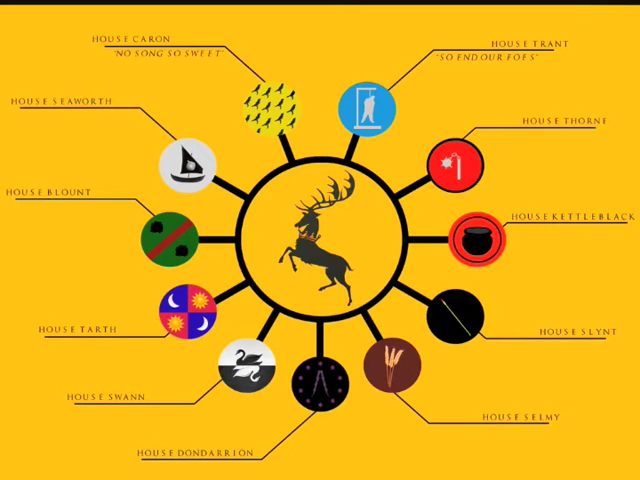 HOUSE CARON
"NO SONG SO SWEET"
HOUSE TRANT
"SO END OUR FOES"
HOUSE SEAWORTH
HOUSE THORNE
HOUSE BLOUNT
HOUSE KETTLEBLACK
HOUSE TARTH
HOUSE SLYNT
HOUSE SWANN
HOUSE SELMY
HOUSE DONDARRION